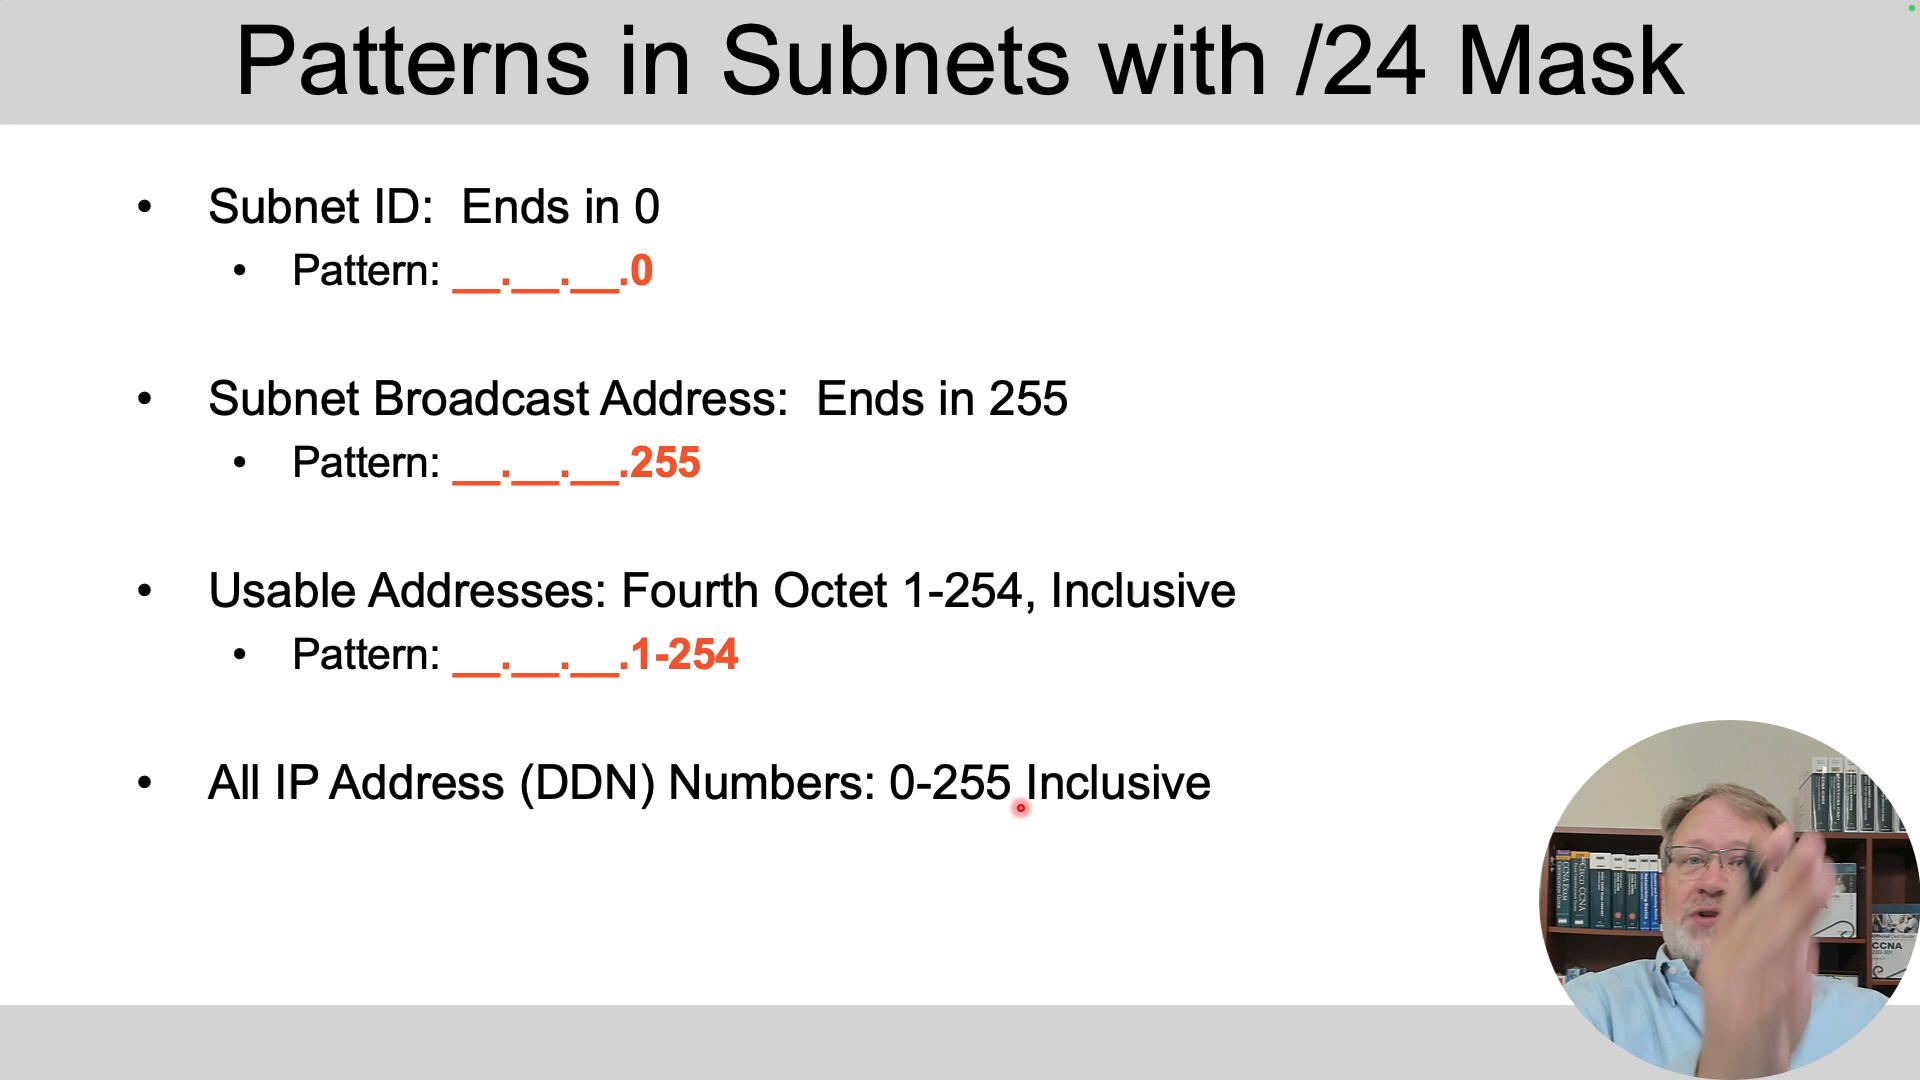 Patterns in Subnets with /24 Mask
• Subnet ID: Ends in 0
• Pattern: __.__.__.0
• Subnet Broadcast Address: Ends in 255
• Pattern: __.__.__.255
• Usable Addresses: Fourth Octet 1-254, Inclusive
• Pattern: __.__.__.1-254
• All IP Address (DDN) Numbers: 0-255 Inclusive
CCNA